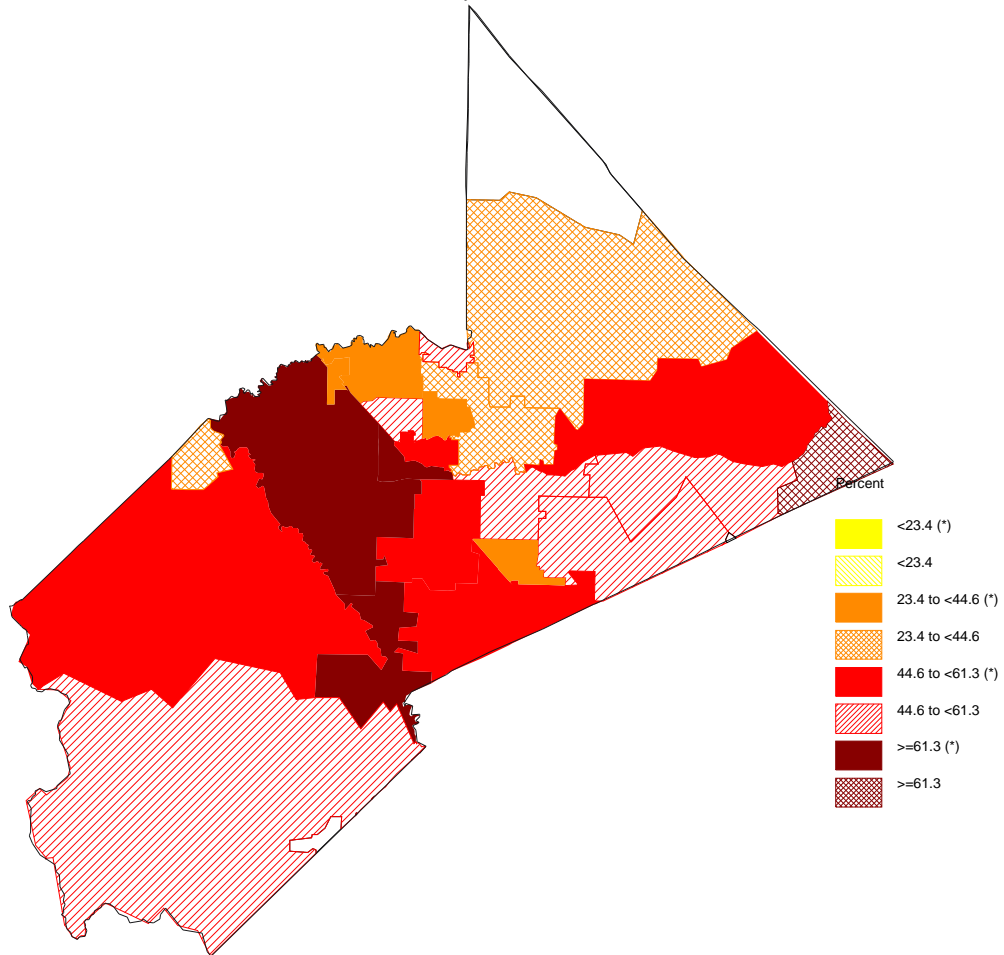 Percent
<23.4 (*)
<23.4
23.4 to <44.6 (*)
23.4 to <44.6
44.6 to <61.3 (*)
44.6 to <61.3
>=61.3 (*)
>=61.3